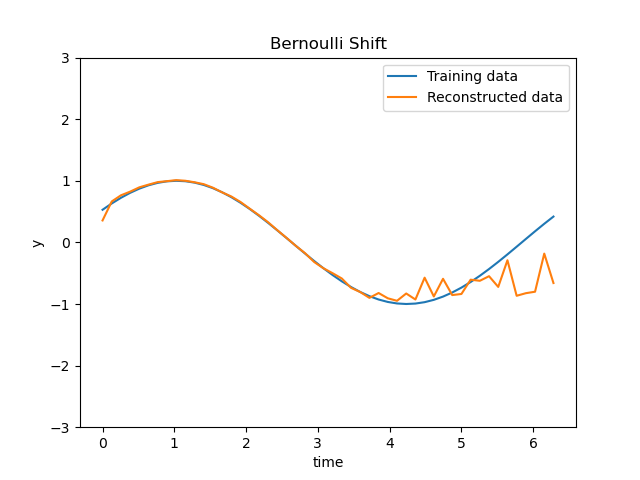 Bernoulli Shift
Training data
Reconstructed data
3
2
1
0
−1
−2
−3
y
0 1 2 3 4 5 6
time